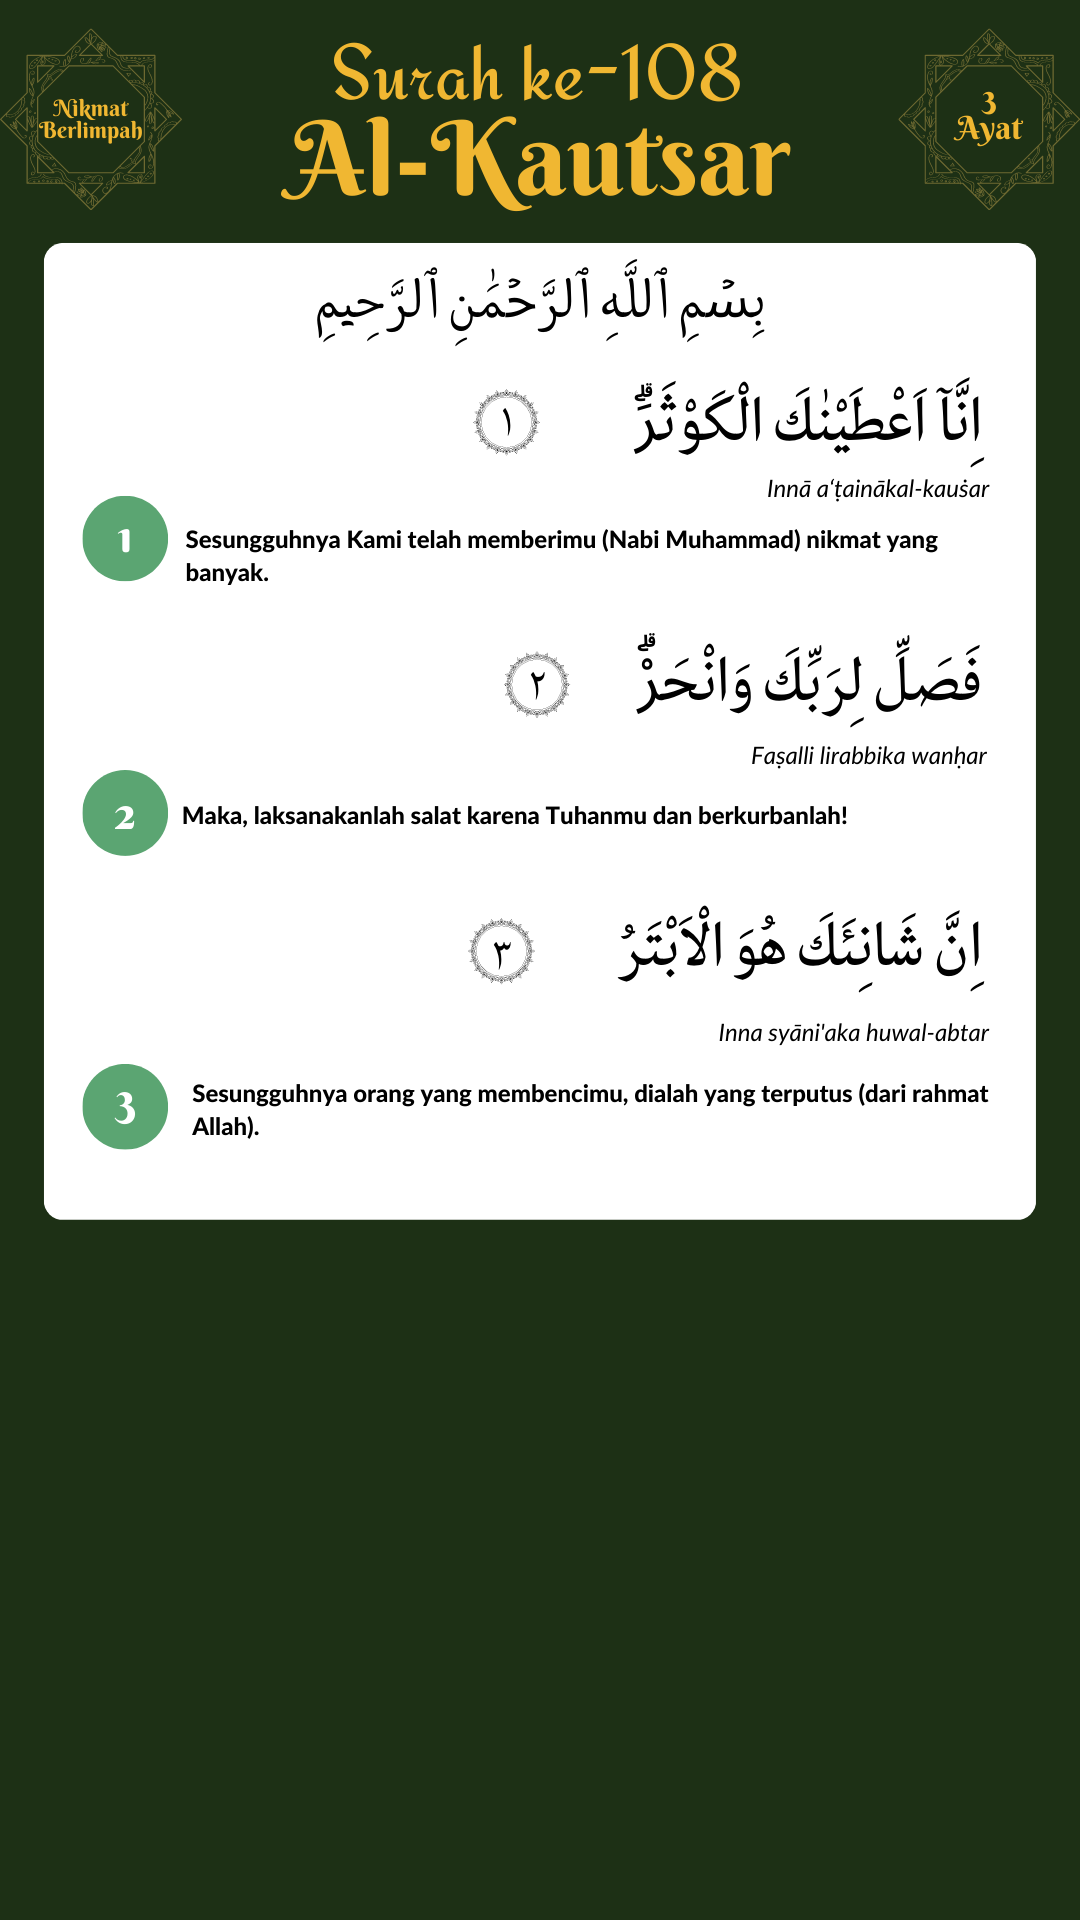 Nikmat
Berlimpah
Surah ke-108
Al-Kautsar
3
Ayat
بِسْمِ ٱللَّهِ ٱلرَّحْمَٰنِ ٱلرَّحِيمِ
اِنَّآ اَعْطَيْنٰكَ الْكَوْثَرَۗ ١
Innā a‘ṭainākal-kauṡar
1
Sesungguhnya Kami telah memberimu (Nabi Muhammad) nikmat yang
banyak.
فَصَلِّ لِرَبِّكَ وَانْحَرْۗ ٢
Faṣalli lirabbika wanḥar
2
Maka, laksanakanlah salat karena Tuhanmu dan berkurbanlah!
اِنَّ شَانِئَكَ هُوَ الْاَبْتَرُ ٣
Inna syāni'aka huwal-abtar
3
Sesungguhnya orang yang membencimu, dialah yang terputus (dari rahmat
Allah).